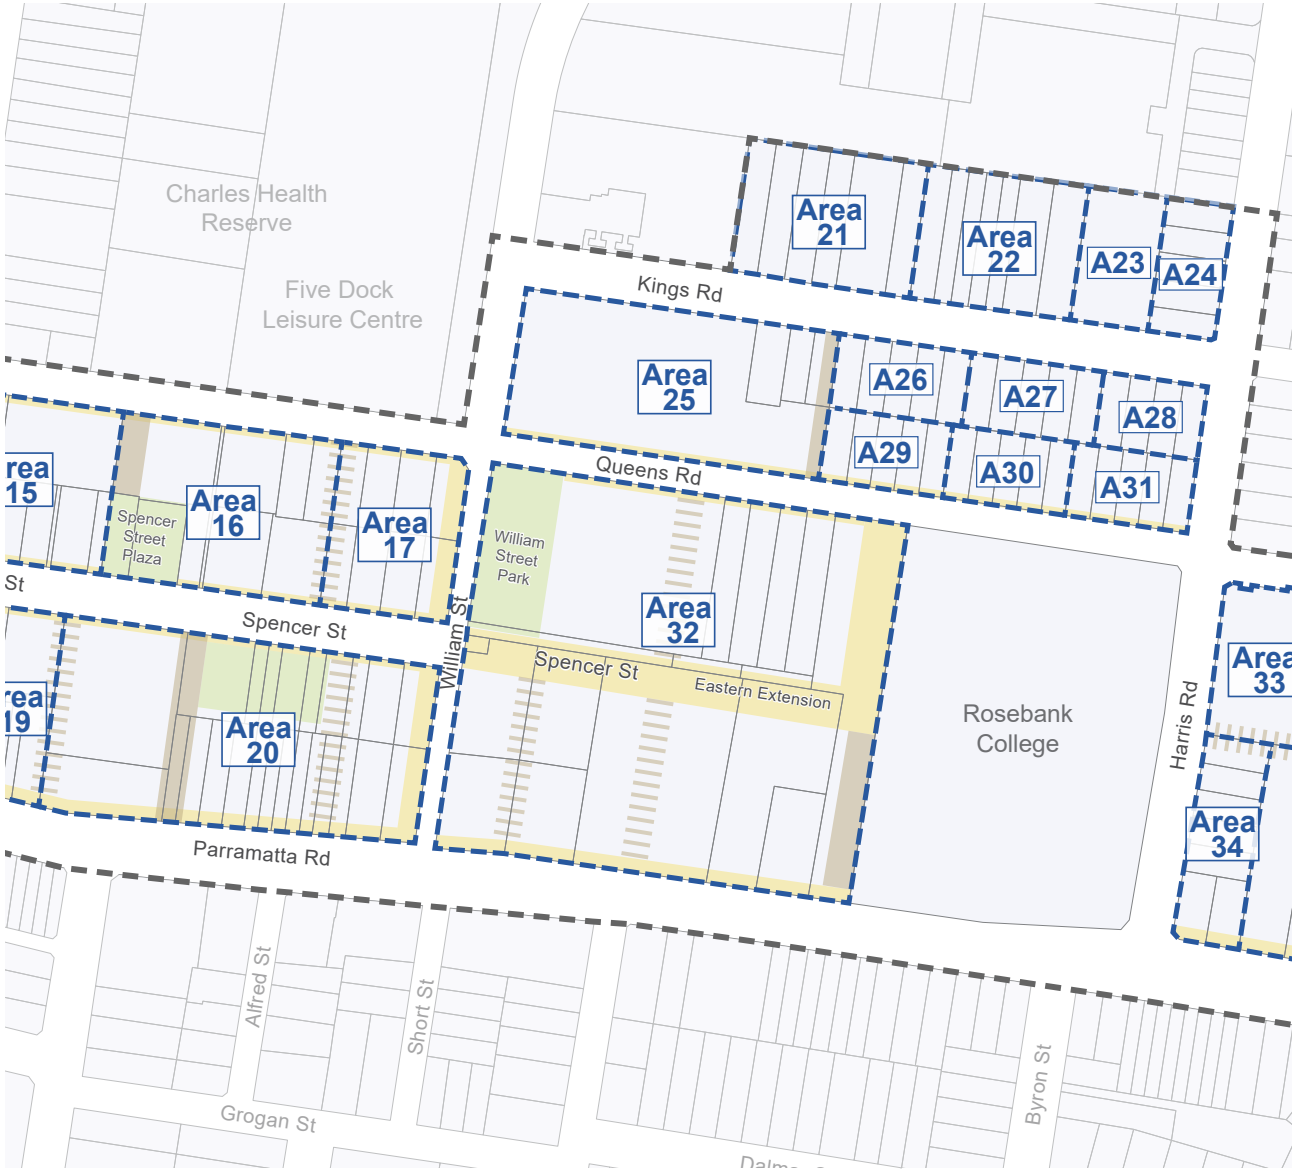 Charles Health
Reserve
Five Dock
Leisure Centre
Area
21
Area
22
A23
A24
Kings Rd
Area
25
A26
A27
A28
A29
A30
A31
Queens Rd
rea
15
Spencer
Street
Plaza
Area
16
Area
17
William
Street
Park
Area
32
St
Spencer St
William St
Spencer St
Eastern Extension
Rosebank
College
Harris Rd
Area
33
rea
19
Area
20
Area
34
Parramatta Rd
Alfred St
Short St
Byron St
Grogan St